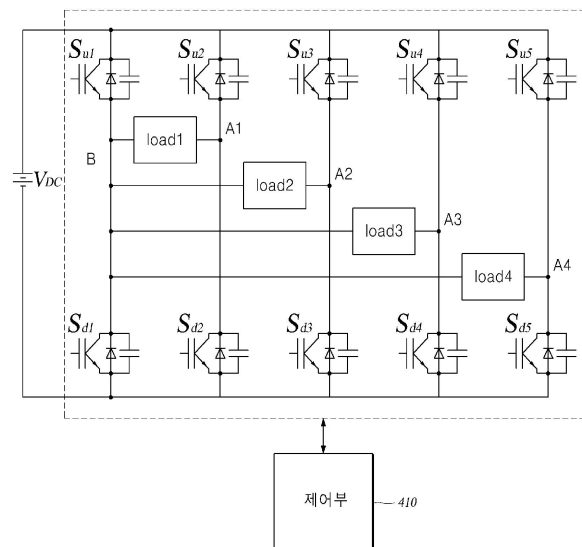 Su1 Su2 Su3 Su4 Su5
load1 A1
B
load2 A2
VDC
load3 A3
load4 A4
Sd1 Sd2 Sd3 Sd4 Sd5
제어부 410